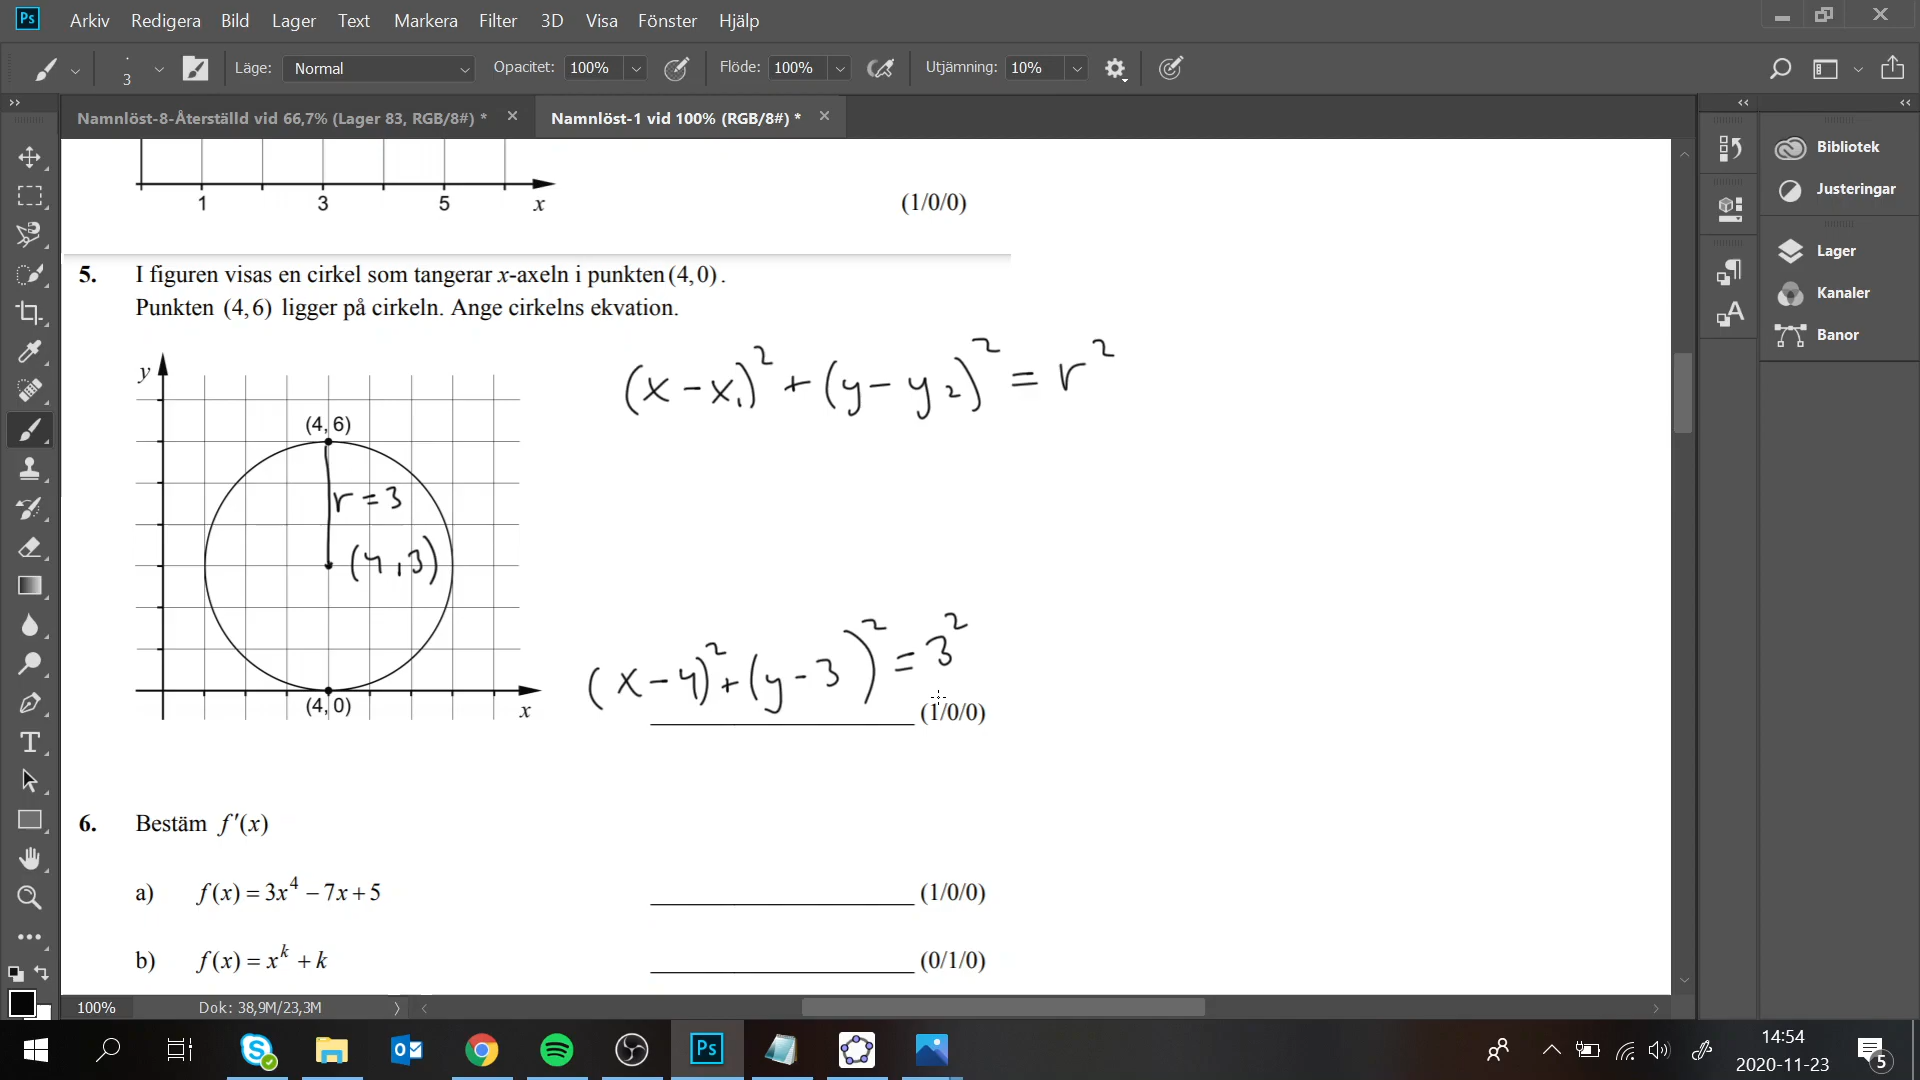 Ps Arkiv Redigera Bild Lager Text Markera Filter 3D Visa Fönster Hjälp
3 Läge: Normal Opacitet: 100% Flöde: 100% Utjämning: 10%
Namnlöst-8-Återställd vid 66,7% (Lager 83, RGB/8#) * Namnlöst-1 vid 100% (RGB/8#) *
1 3 5 x
(1/0/0)
5. I figuren visas en cirkel som tangerar x-axeln i punkten (4,0).
Punkten (4,6) ligger på cirkeln. Ange cirkelns ekvation.
y
(x-x₁)² + (y-y₂)² = r²
(4, 6)
r = 3
(4,3)
(x-4)² + (y-3)² = 3²
(4, 0) x
(1/0/0)
6. Bestäm f'(x)
a) f(x) = 3x⁴ − 7x + 5 (1/0/0)
b) f(x) = xᵏ + k (0/1/0)
Bibliotek
Justeringar
Lager
Kanaler
Banor
100% Dok: 38,9M/23,3M
Ps
14:54
2020-11-23
5